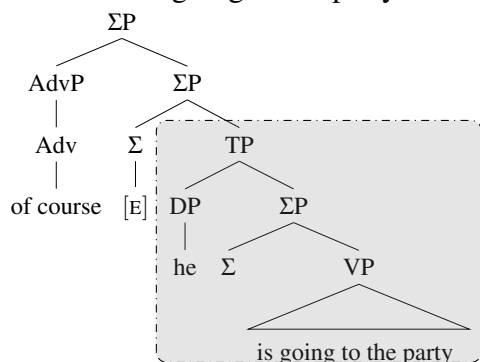 ΣP
AdvP ΣP
Adv Σ TP
of course [E] DP ΣP
he Σ VP
is going to the party